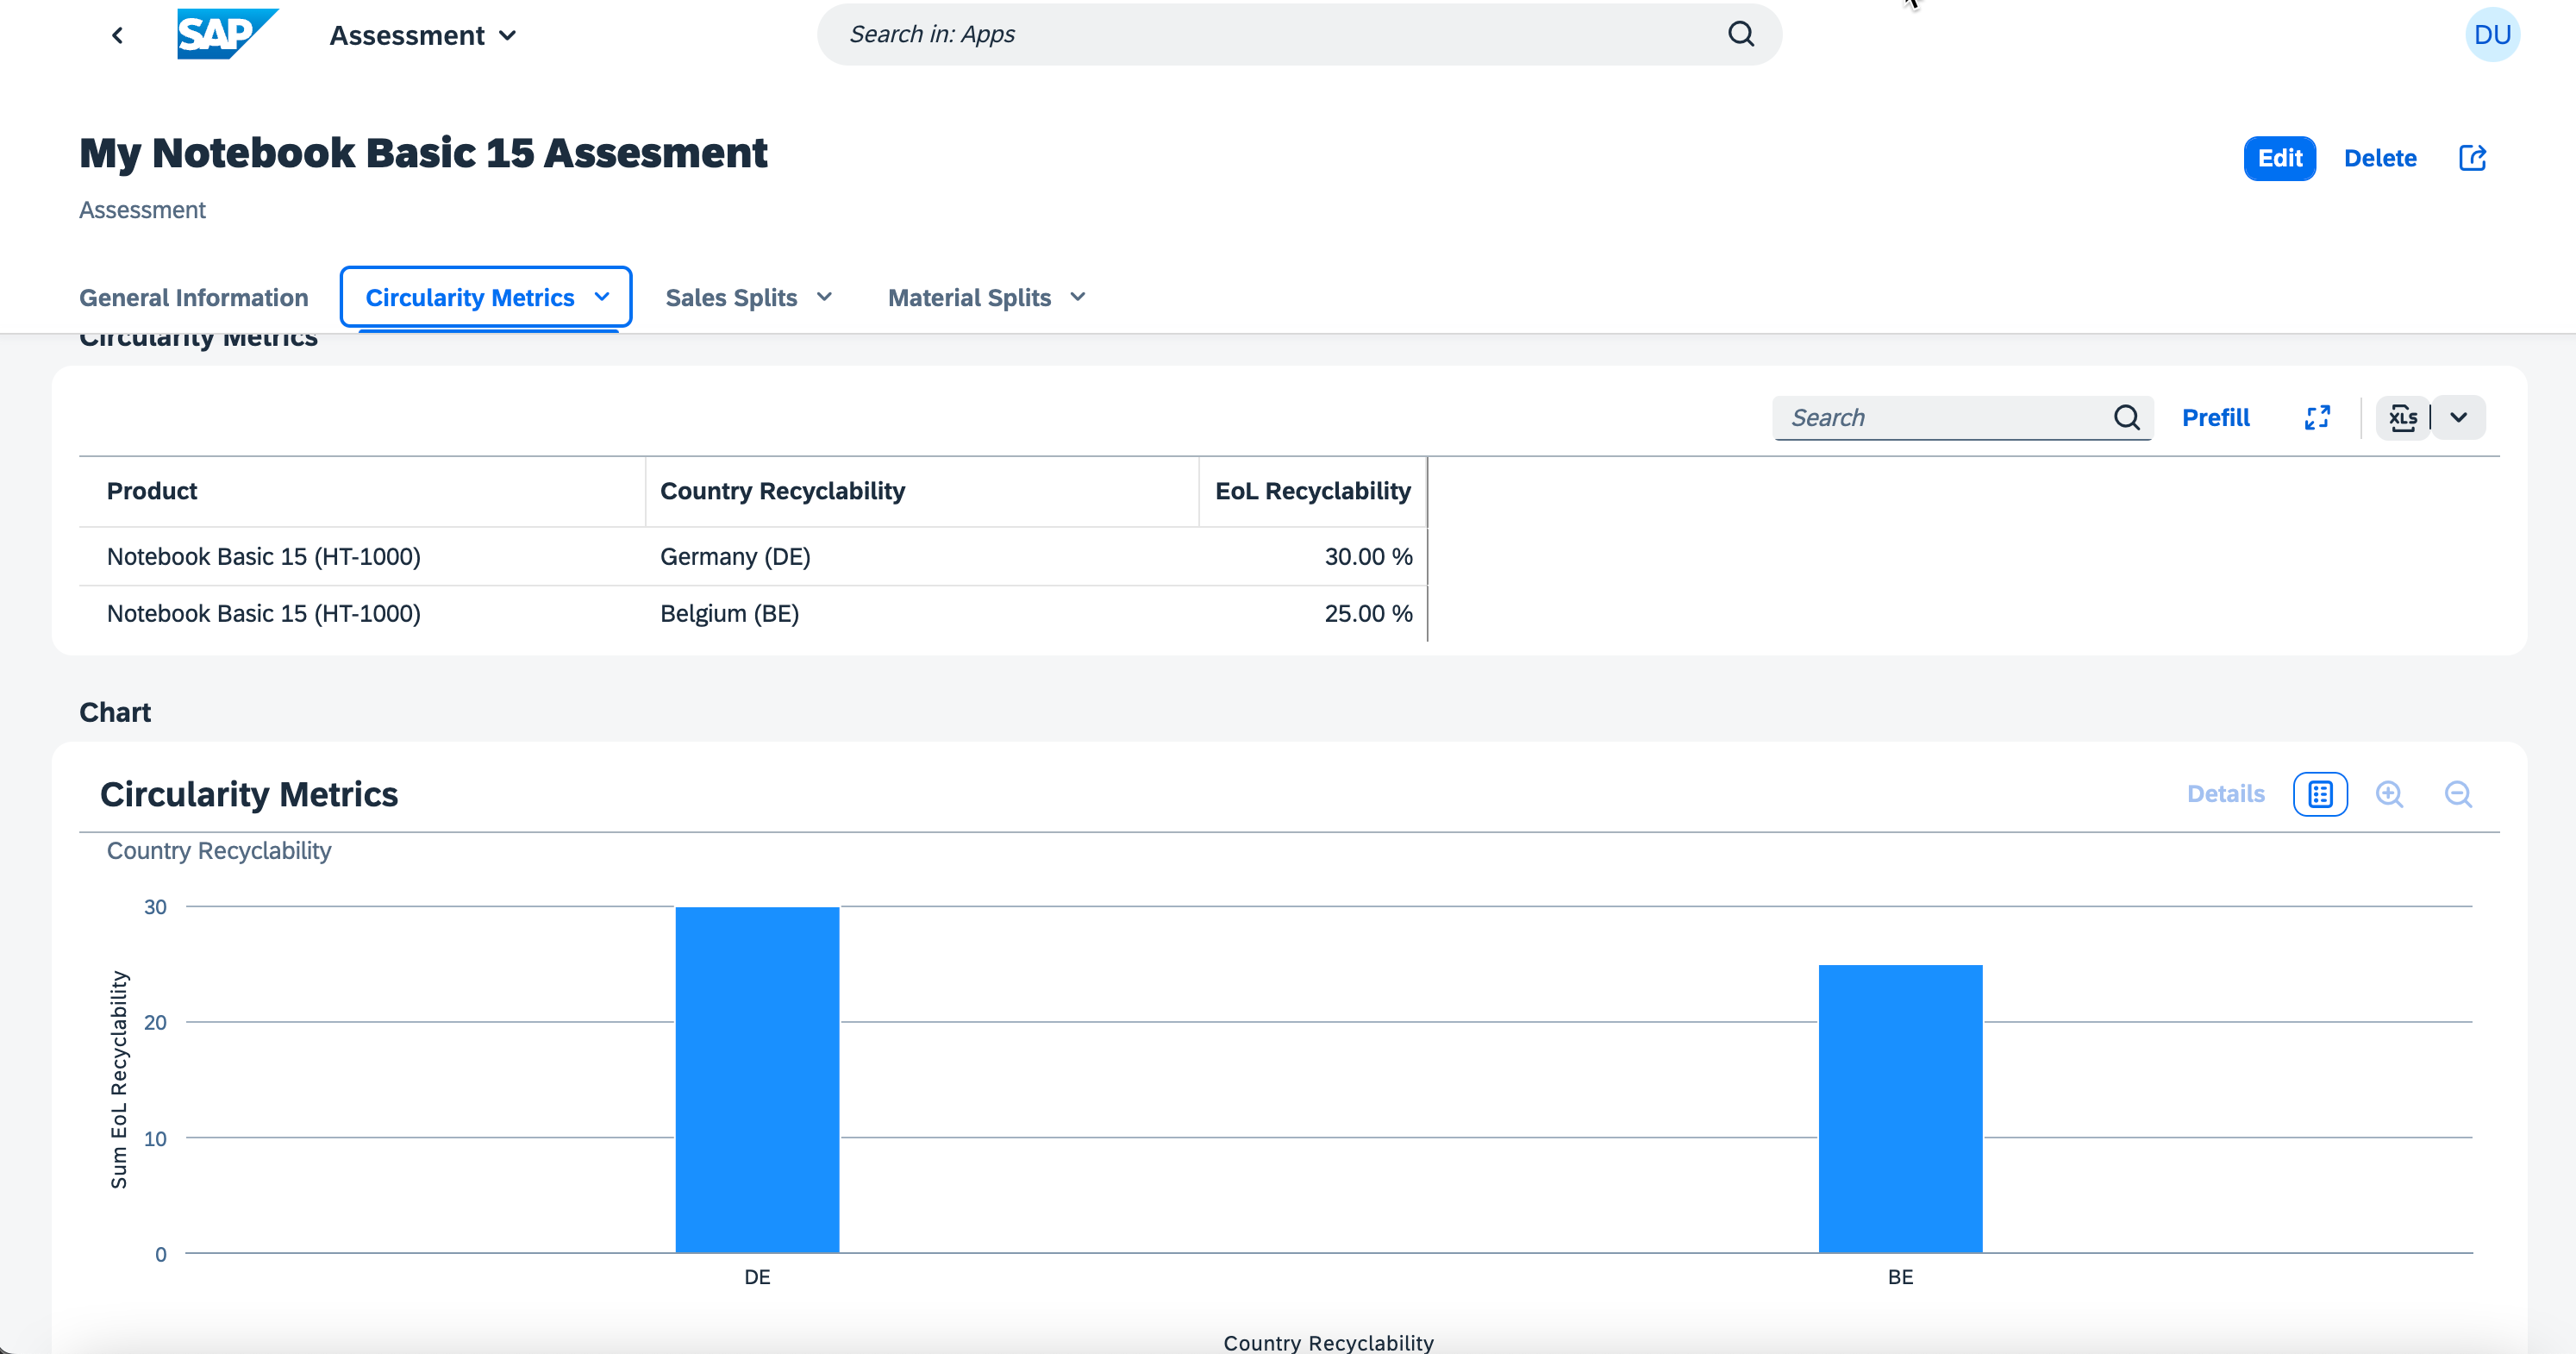 SAP
Assessment
Search in: Apps
DU
My Notebook Basic 15 Assesment
Edit
Delete
Assessment
General Information
Circularity Metrics
Sales Splits
Material Splits
Circularity Metrics
Search
Prefill
XLS
Product
Country Recyclability
EoL Recyclability
Notebook Basic 15 (HT-1000)
Germany (DE)
30.00 %
Notebook Basic 15 (HT-1000)
Belgium (BE)
25.00 %
Chart
Circularity Metrics
Details
Country Recyclability
Sum EoL Recyclability
30
20
10
0
DE
BE
Country Recyclability